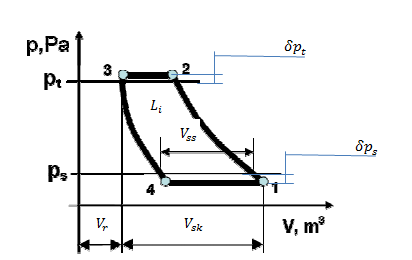 p,Pa
3
2
δp_t
p_t
L_i
V_ss
δp_s
p_s
4
1
V_r
V_sk
V, m³